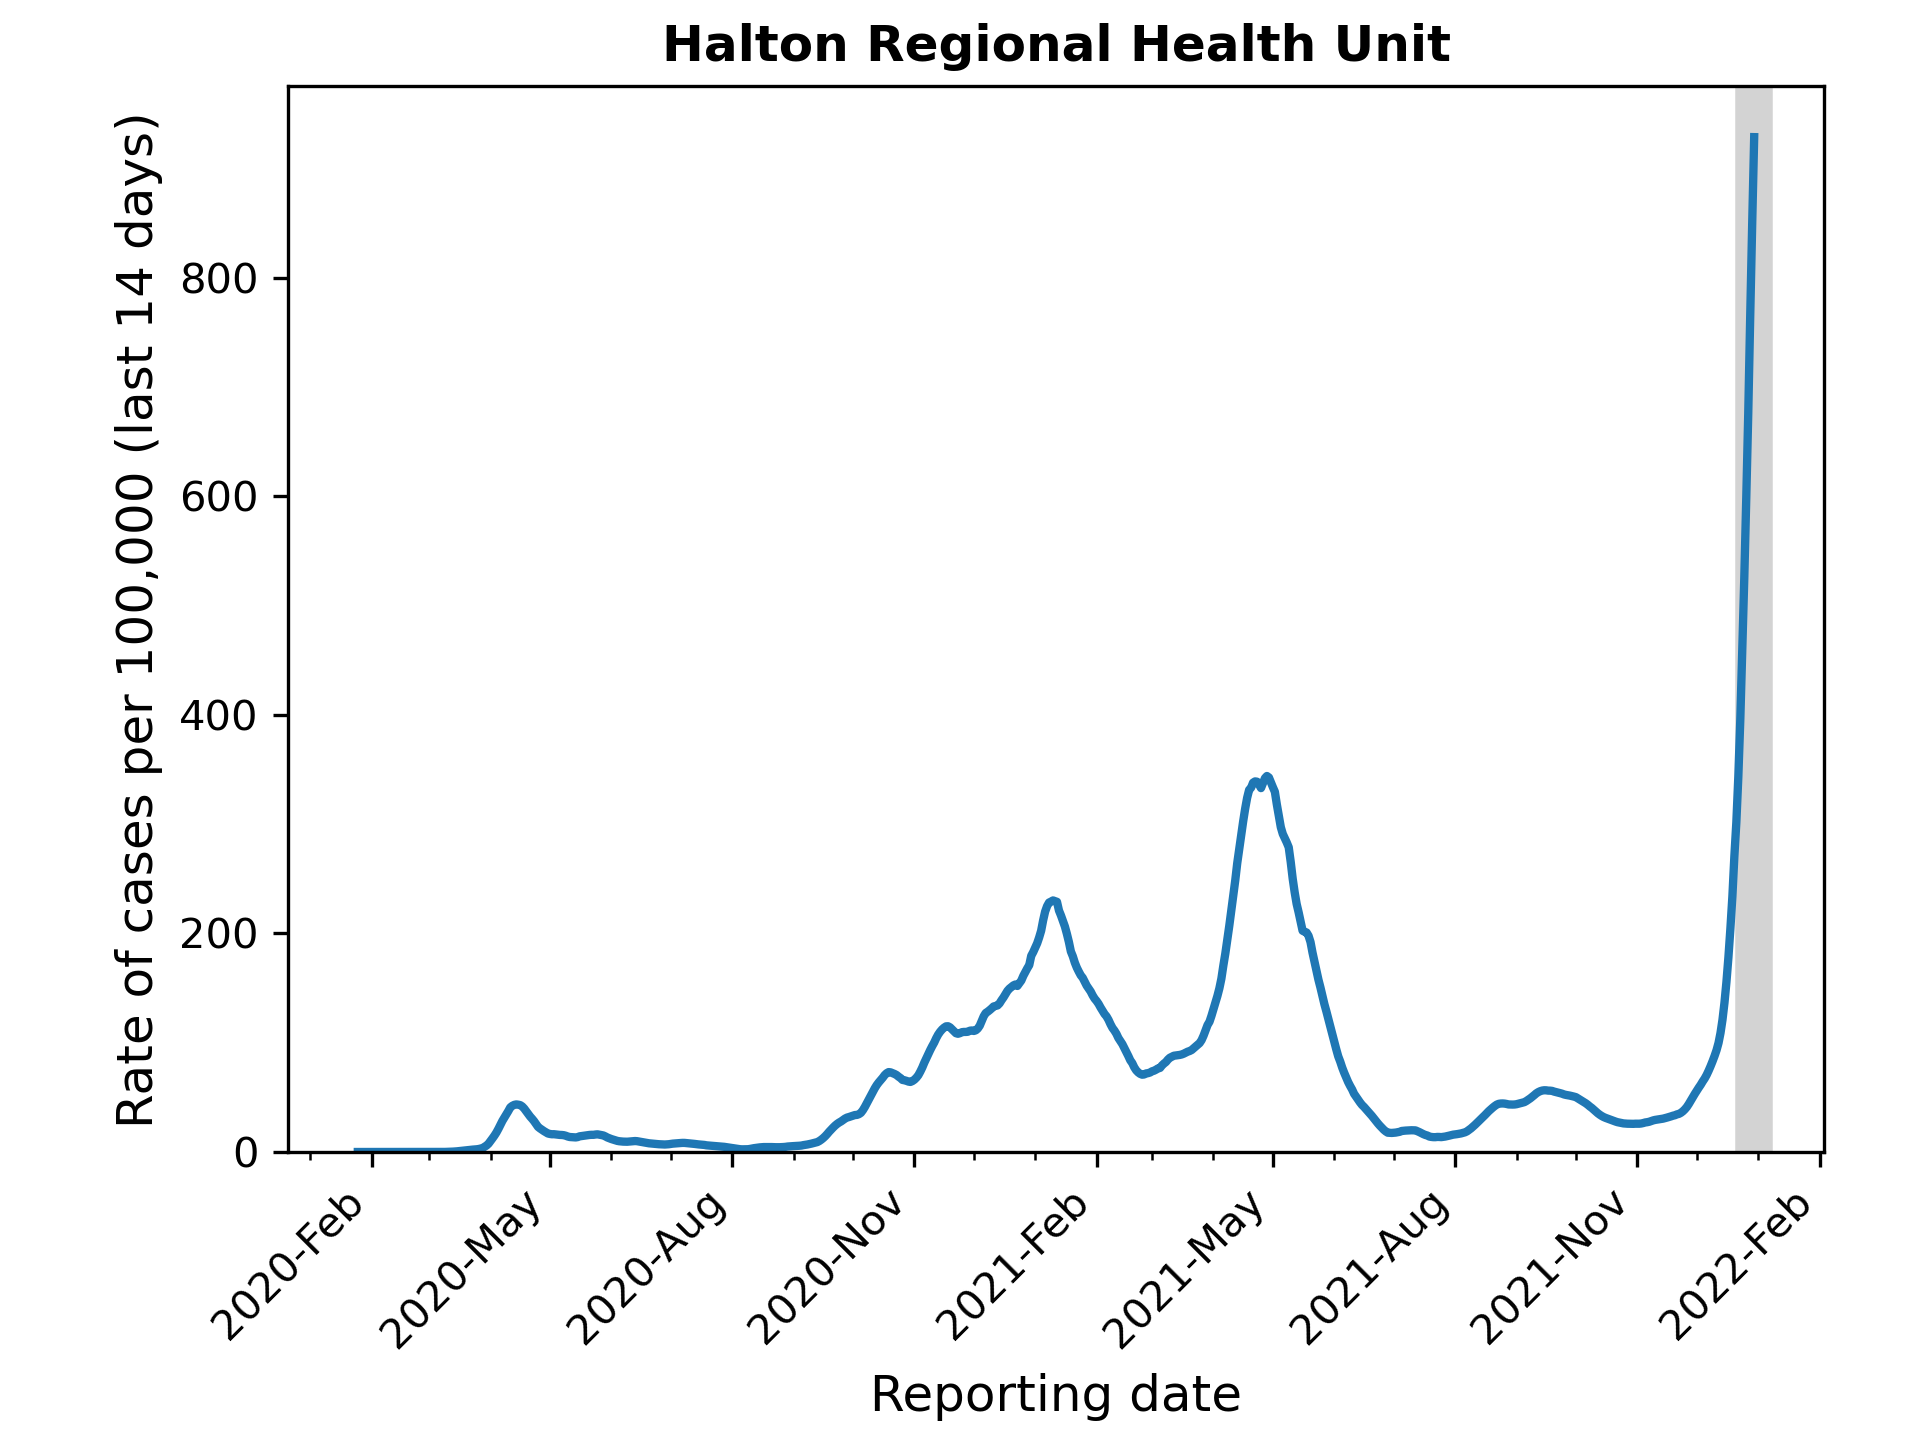 Halton Regional Health Unit
Rate of cases per 100,000 (last 14 days)
800
600
400
200
0
2020-Feb
2020-May
2020-Aug
2020-Nov
2021-Feb
2021-May
2021-Aug
2021-Nov
2022-Feb
Reporting date